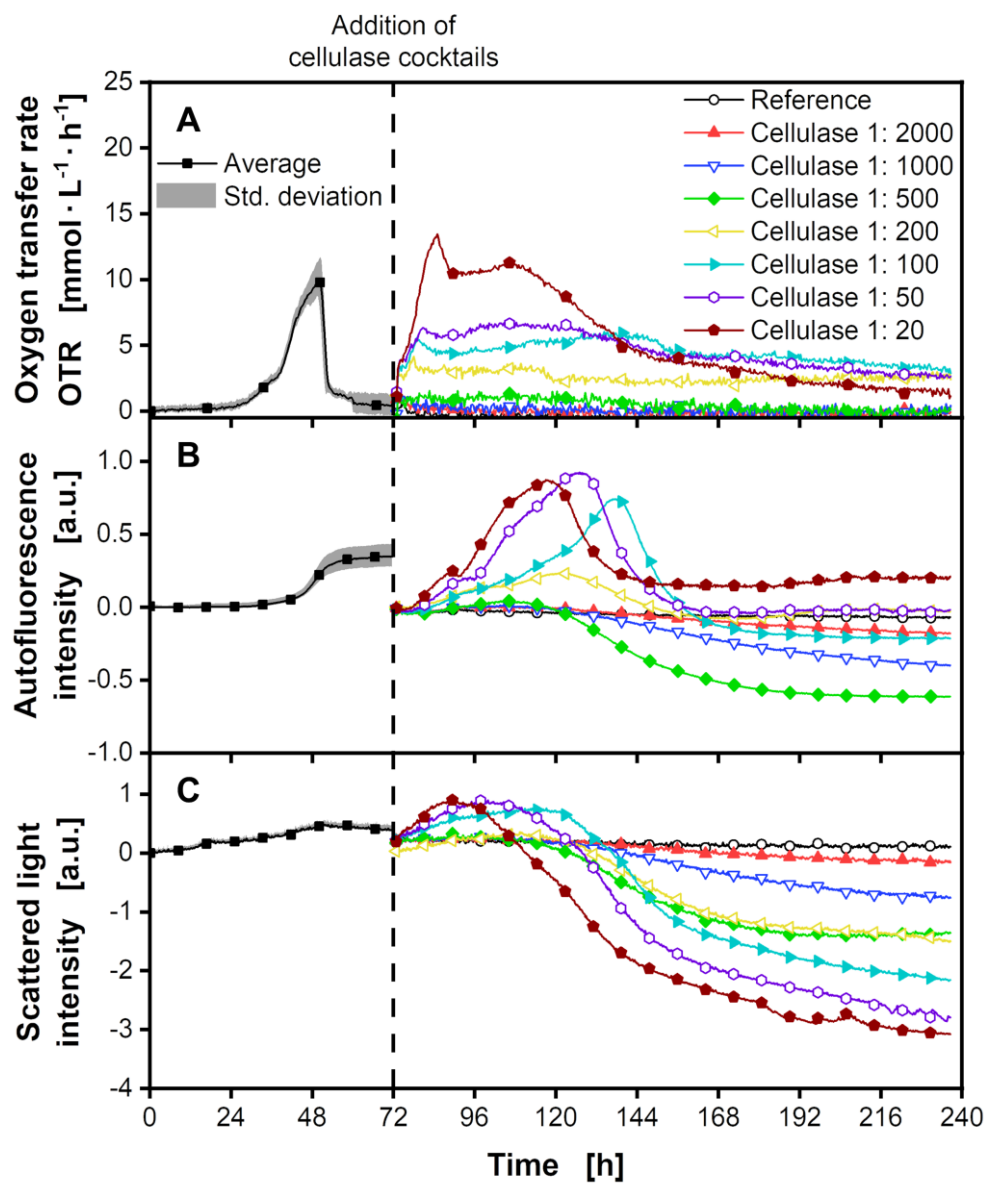 Addition of
cellulase cocktails
Oxygen transfer rate
OTR [mmol · L⁻¹ · h⁻¹]
25
20
15
10
5
0
A
Average
Std. deviation
Reference
Cellulase 1: 2000
Cellulase 1: 1000
Cellulase 1: 500
Cellulase 1: 200
Cellulase 1: 100
Cellulase 1: 50
Cellulase 1: 20
Autofluorescence
intensity [a.u.]
1.0
0.5
0.0
-0.5
-1.0
B
Scattered light
intensity [a.u.]
1
0
-1
-2
-3
-4
C
0 24 48 72 96 120 144 168 192 216 240
Time [h]